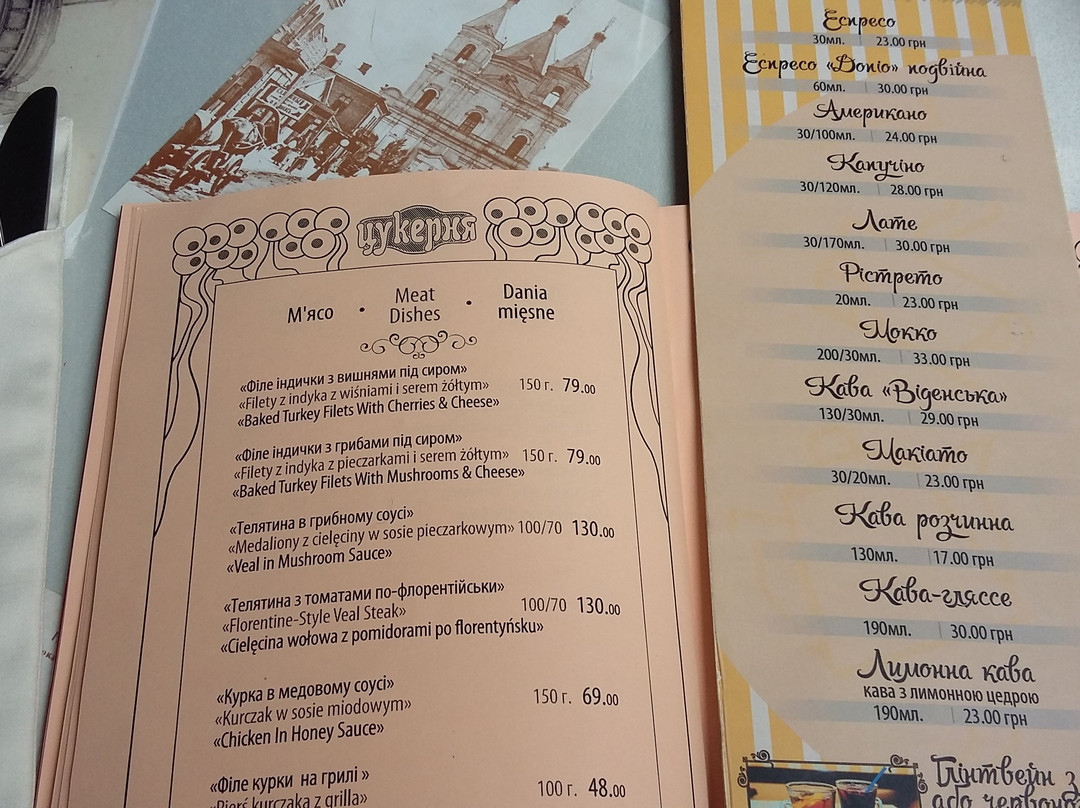 цукерня
М'ясо • Meat Dishes • Dania mięsne
«Філе індички з вишнями під сиром»
«Filety z indyka z wiśniami i serem żółtym» 150 г. 79.00
«Baked Turkey Filets With Cherries & Cheese»
«Філе індички з грибами під сиром»
«Filety z indyka z pieczarkami i serem żółtym» 150 г. 79.00
«Baked Turkey Filets With Mushrooms & Cheese»
«Телятина в грибному соусі»
«Medaliony z cielęciny w sosie pieczarkowym» 100/70 130.00
«Veal in Mushroom Sauce»
«Телятина з томатами по-флорентійськи»
«Florentine-Style Veal Steak» 100/70 130.00
«Cielęcina wołowa z pomidorami po florentyńsku»
«Курка в медовому соусі»
«Kurczak w sosie miodowym» 150 г. 69.00
«Chicken In Honey Sauce»
«Філе курки на грилі »
«Pierś kurczaka z grilla» 100 г. 48.00
Еспресо
30мл. 23.00 грн
Еспресо «Допіо» подвійна
60мл. 30.00 грн
Американо
30/100мл. 24.00 грн
Капучіно
30/120мл. 28.00 грн
Лате
30/170мл. 30.00 грн
Рістрето
20мл. 23.00 грн
Мокко
200/30мл. 33.00 грн
Кава «Віденська»
130/30мл. 29.00 грн
Макіато
30/20мл. 23.00 грн
Кава розчинна
130мл. 17.00 грн
Кава-гляссе
190мл. 30.00 грн
Лимонна кава
кава з лимонною цедрою
190мл. 23.00 грн
Глінтвейн з
або червон